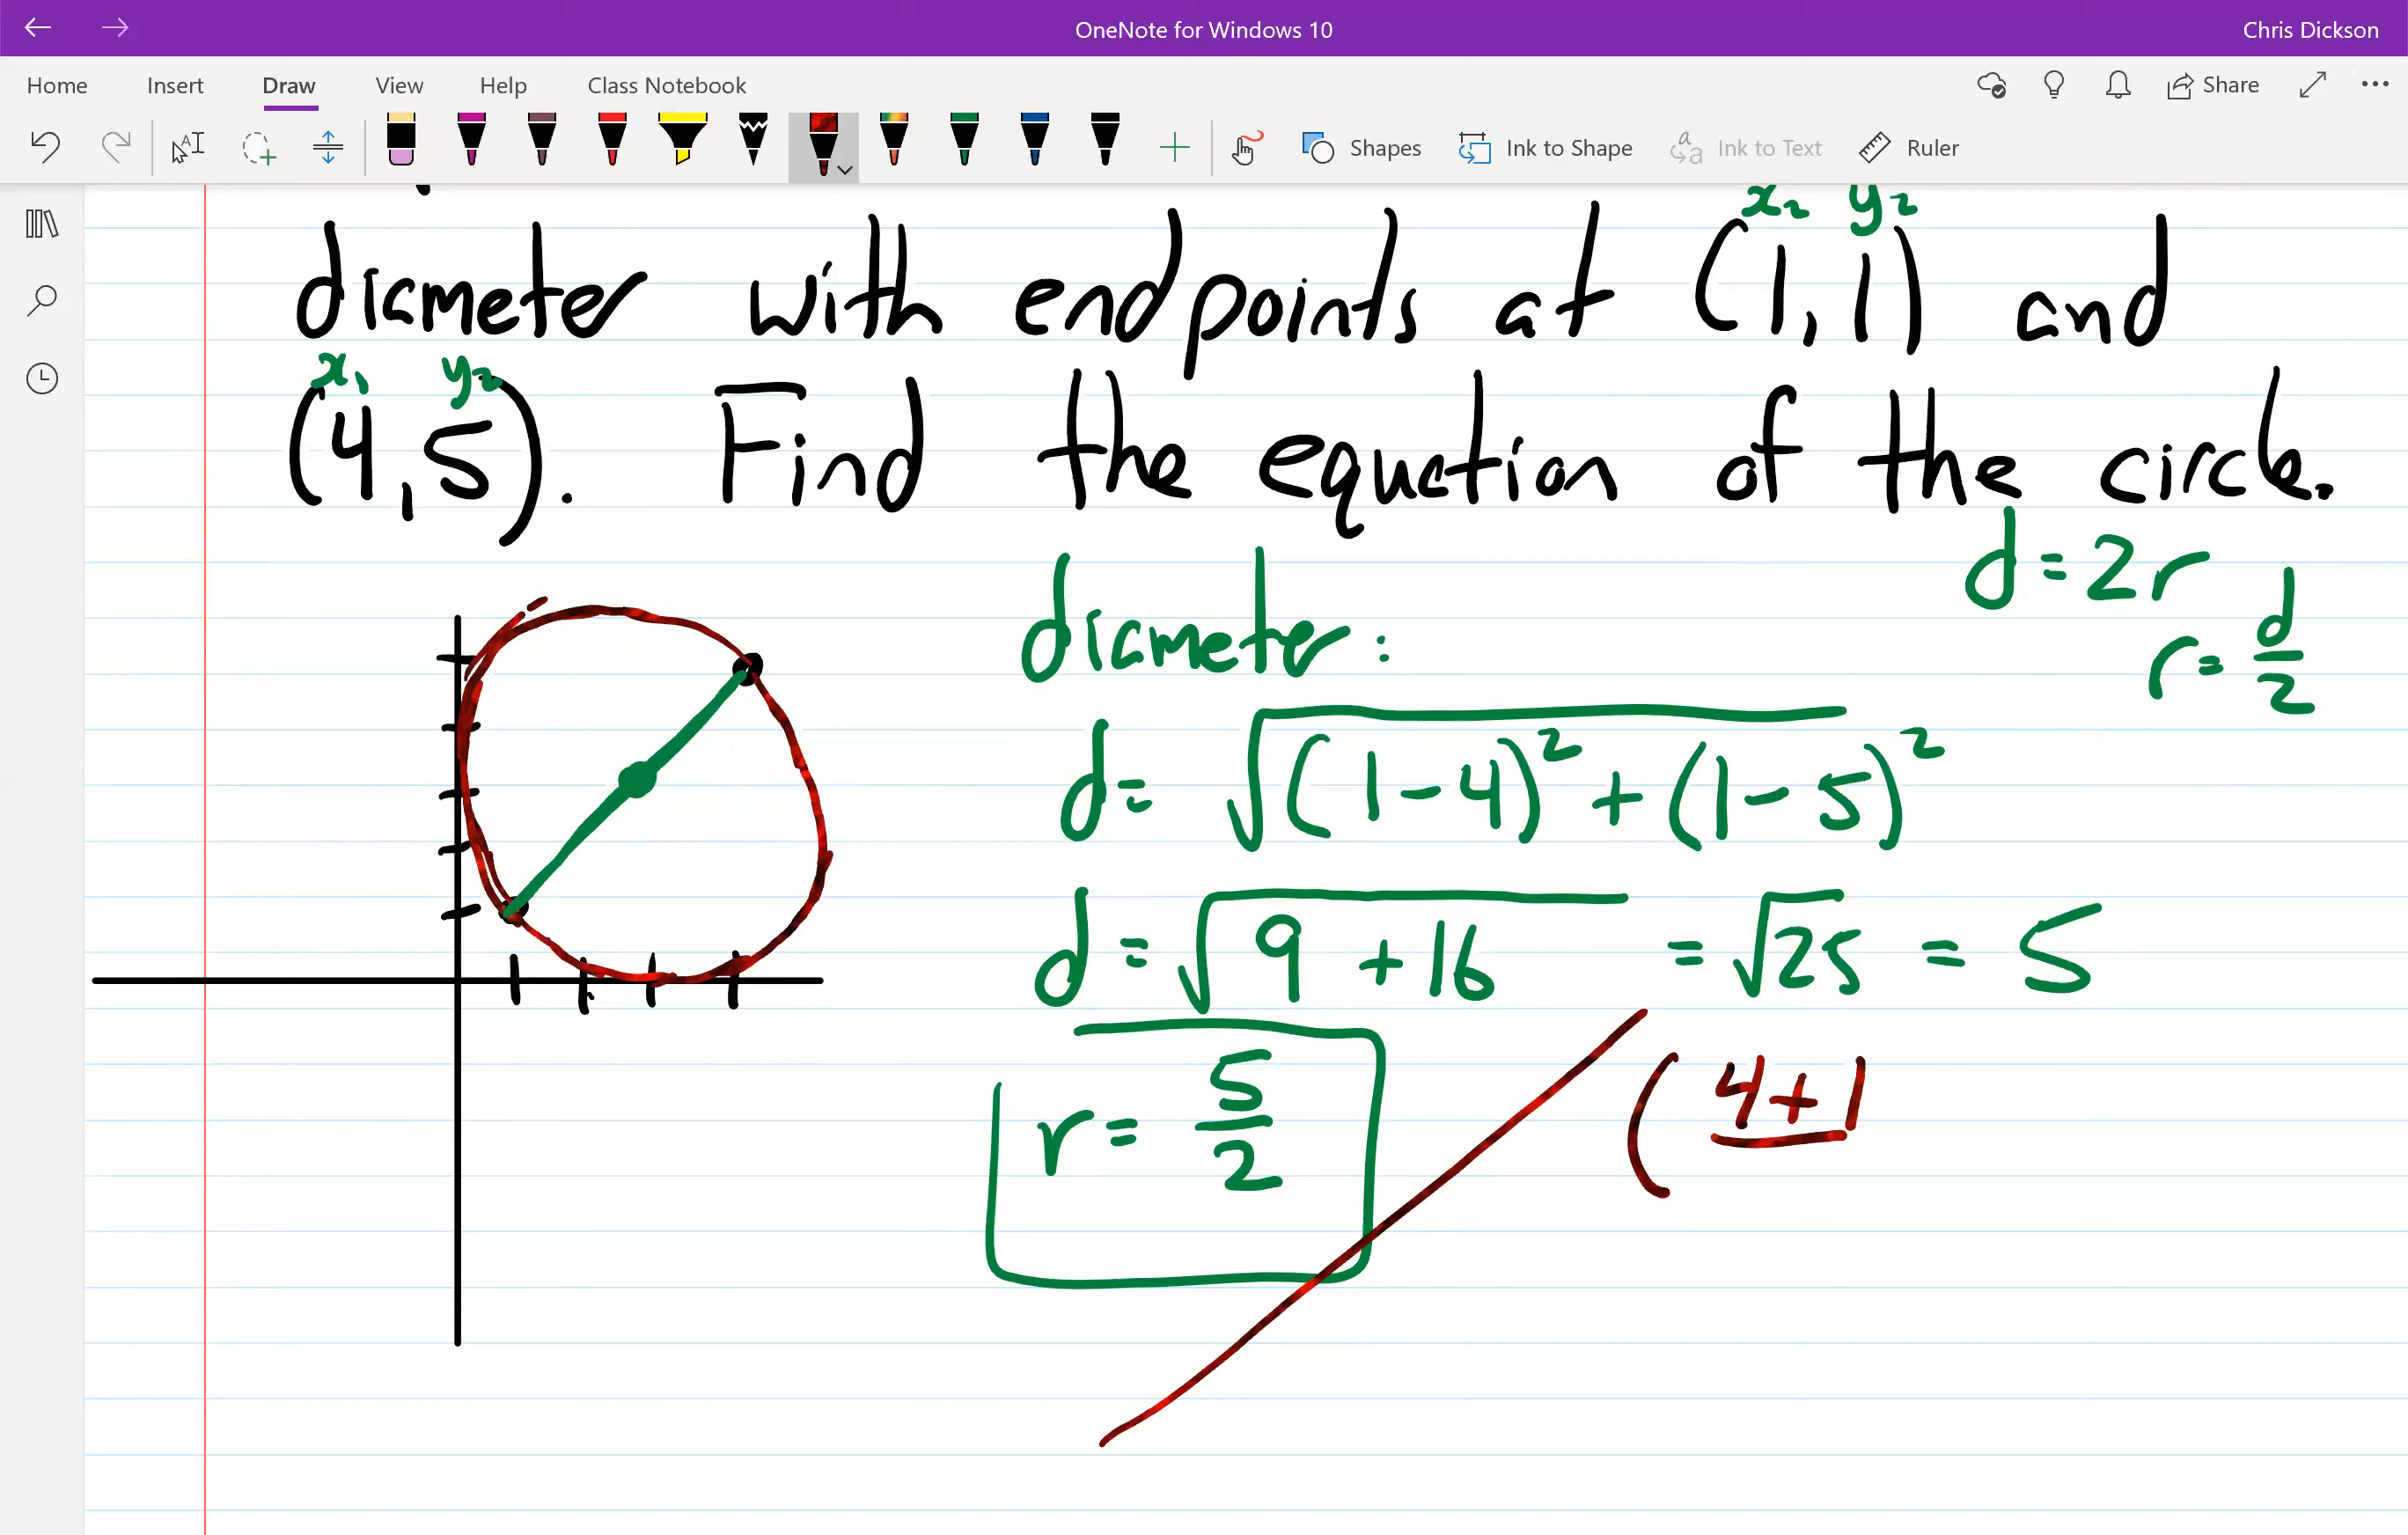 OneNote for Windows 10
Chris Dickson
Home Insert Draw View Help Class Notebook
Share
Shapes Ink to Shape Ink to Text Ruler
x₂ y₂
diameter with endpoints at (1,1) and
x₁ y₂
(4,5). Find the equation of the circle.
d = 2r
diameter:
r = d/2
d = √((1-4)² + (1-5)²)
d = √(9 + 16) = √25 = 5
r = 5/2
( 4+1